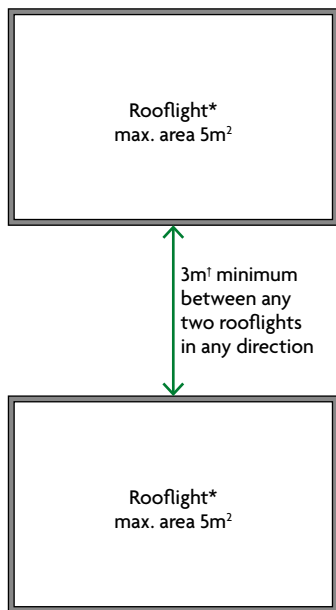 Rooflight*
max. area 5m²
3m† minimum
between any
two rooflights
in any direction
Rooflight*
max. area 5m²